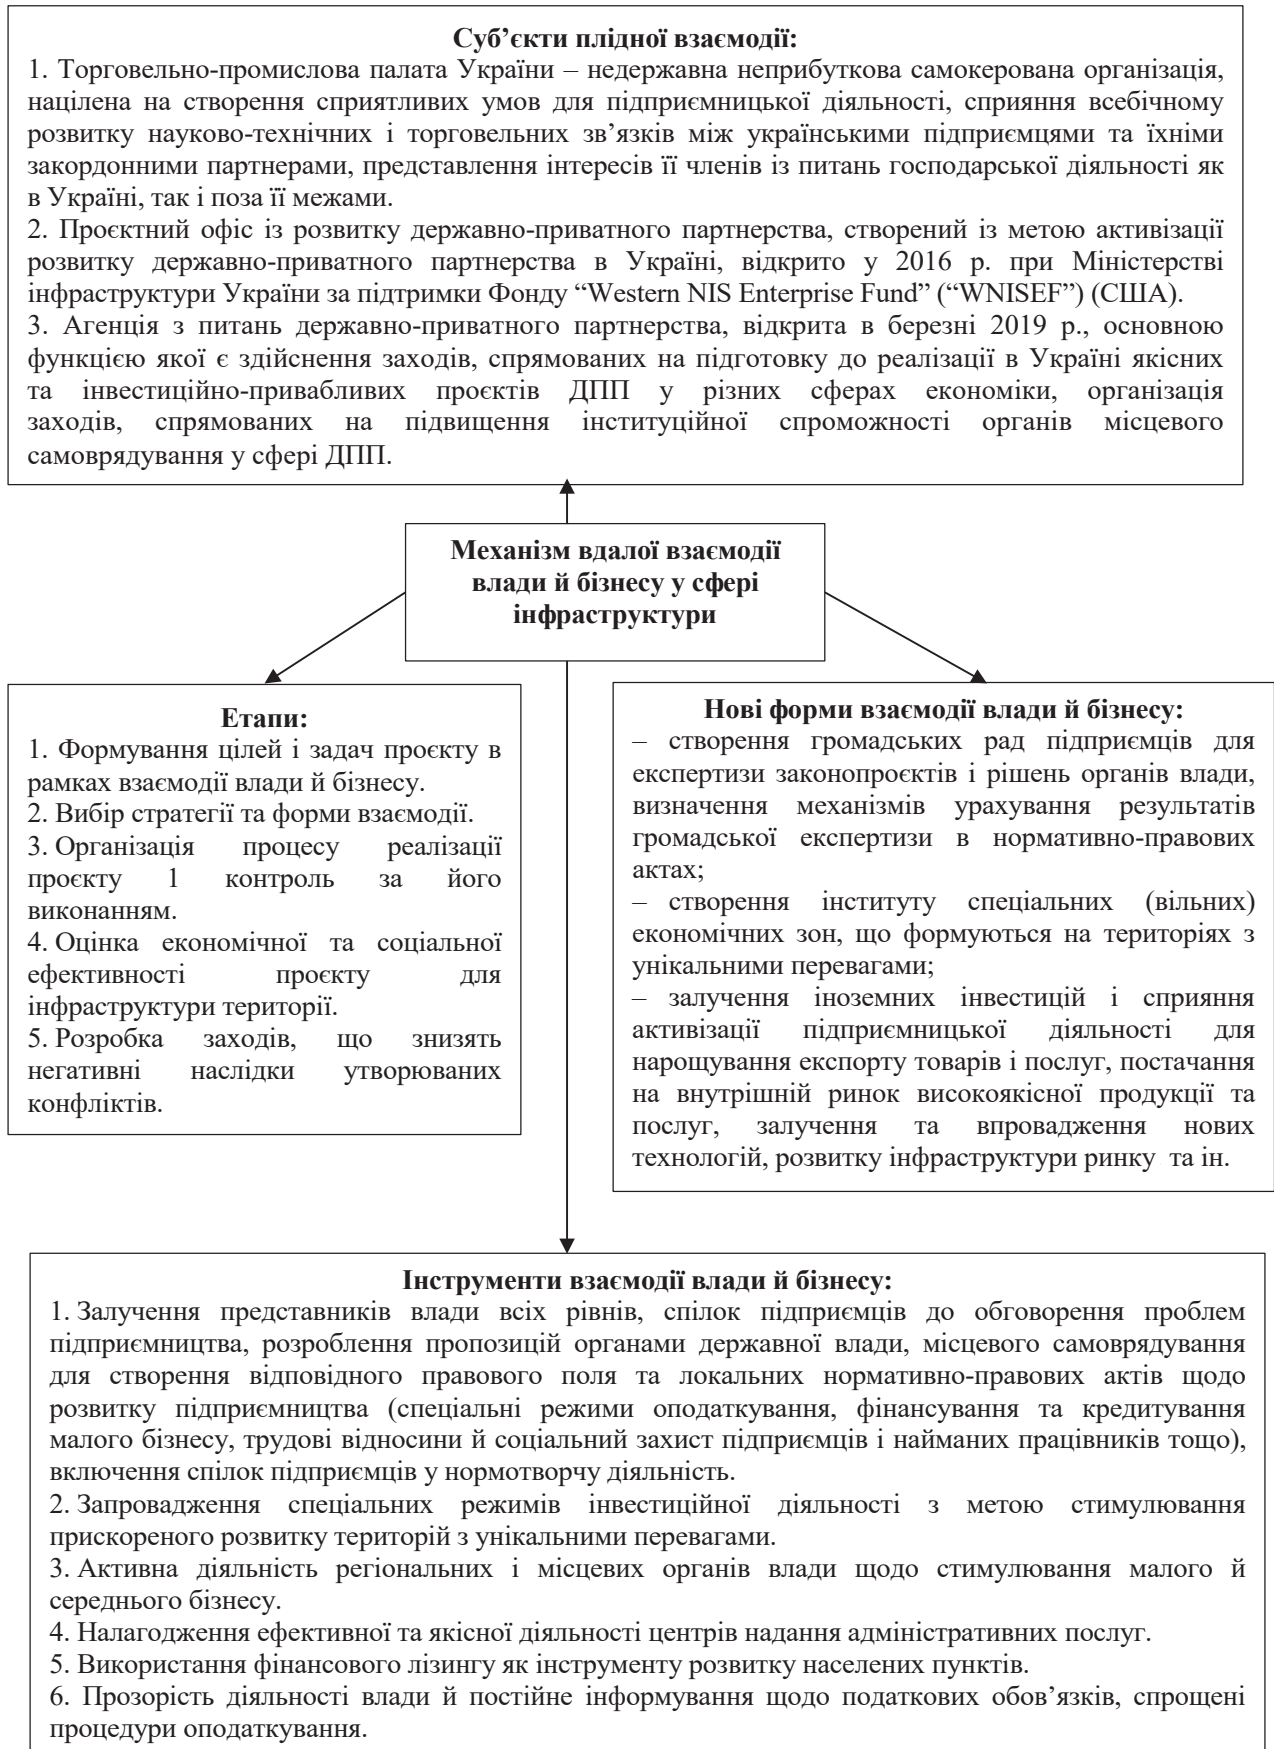 Суб’єкти плідної взаємодії:
1. Торговельно-промислова палата України – недержавна неприбуткова самокерована організація,
націлена на створення сприятливих умов для підприємницької діяльності, сприяння всебічному
розвитку науково-технічних і торговельних зв’язків між українськими підприємцями та їхніми
закордонними партнерами, представлення інтересів її членів із питань господарської діяльності як
в Україні, так і поза її межами.
2. Проєктний офіс із розвитку державно-приватного партнерства, створений із метою активізації
розвитку державно-приватного партнерства в Україні, відкрито у 2016 р. при Міністерстві
інфраструктури України за підтримки Фонду “Western NIS Enterprise Fund” (“WNISEF”) (США).
3. Агенція з питань державно-приватного партнерства, відкрита в березні 2019 р., основною
функцією якої є здійснення заходів, спрямованих на підготовку до реалізації в Україні якісних
та інвестиційно-привабливих проєктів ДПП у різних сферах економіки, організація
заходів, спрямованих на підвищення інституційної спроможності органів місцевого
самоврядування у сфері ДПП.
Механізм вдалої взаємодії
влади й бізнесу у сфері
інфраструктури
Етапи:
1. Формування цілей і задач проєкту в
рамках взаємодії влади й бізнесу.
2. Вибір стратегії та форми взаємодії.
3. Організація процесу реалізації
проєкту 1 контроль за його
виконанням.
4. Оцінка економічної та соціальної
ефективності проєкту для
інфраструктури території.
5. Розробка заходів, що знизять
негативні наслідки утворюваних
конфліктів.
Нові форми взаємодії влади й бізнесу:
– створення громадських рад підприємців для
експертизи законопроєктів і рішень органів влади,
визначення механізмів урахування результатів
громадської експертизи в нормативно-правових
актах;
– створення інституту спеціальних (вільних)
економічних зон, що формуються на територіях з
унікальними перевагами;
– залучення іноземних інвестицій і сприяння
активізації підприємницької діяльності для
нарощування експорту товарів і послуг, постачання
на внутрішній ринок високоякісної продукції та
послуг, залучення та впровадження нових
технологій, розвитку інфраструктури ринку та ін.
Інструменти взаємодії влади й бізнесу:
1. Залучення представників влади всіх рівнів, спілок підприємців до обговорення проблем
підприємництва, розроблення пропозицій органами державної влади, місцевого самоврядування
для створення відповідного правового поля та локальних нормативно-правових актів щодо
розвитку підприємництва (спеціальні режими оподаткування, фінансування та кредитування
малого бізнесу, трудові відносини й соціальний захист підприємців і найманих працівників тощо),
включення спілок підприємців у нормотворчу діяльність.
2. Запровадження спеціальних режимів інвестиційної діяльності з метою стимулювання
прискореного розвитку територій з унікальними перевагами.
3. Активна діяльність регіональних і місцевих органів влади щодо стимулювання малого й
середнього бізнесу.
4. Налагодження ефективної та якісної діяльності центрів надання адміністративних послуг.
5. Використання фінансового лізингу як інструменту розвитку населених пунктів.
6. Прозорість діяльності влади й постійне інформування щодо податкових обов’язків, спрощені
процедури оподаткування.